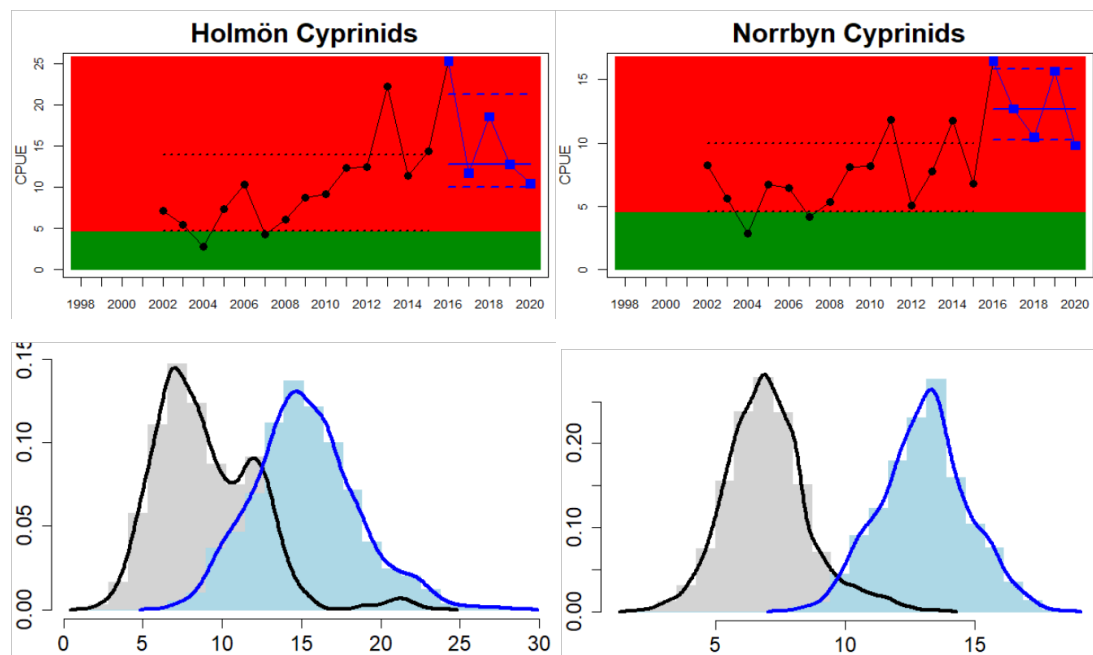 Holmön Cyprinids
CPUE
0 5 10 15 20 25
1998 2000 2002 2004 2006 2008 2010 2012 2014 2016 2018 2020
Norrbyn Cyprinids
CPUE
0 5 10 15
1998 2000 2002 2004 2006 2008 2010 2012 2014 2016 2018 2020
0.00 0.05 0.10 0.15
0 5 10 15 20 25 30
0.00 0.10 0.20
5 10 15